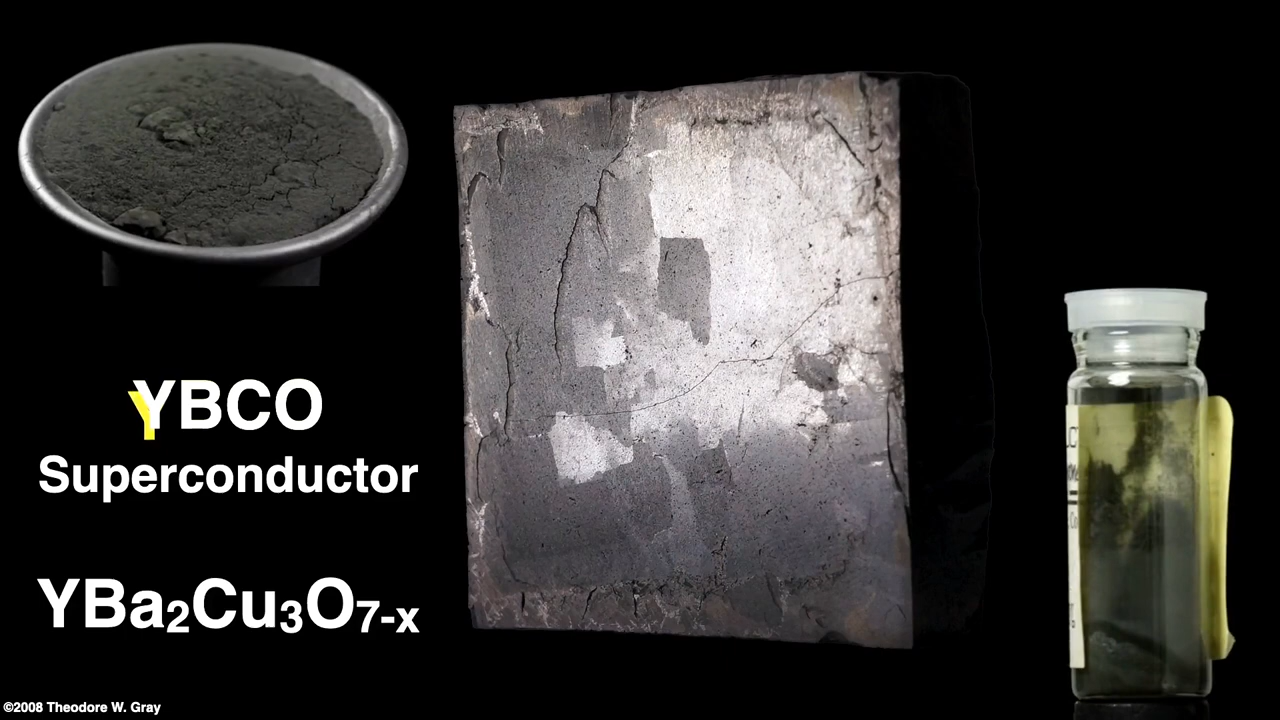 YBCO
Superconductor
YBa₂Cu₃O₇₋ₓ
©2008 Theodore W. Gray